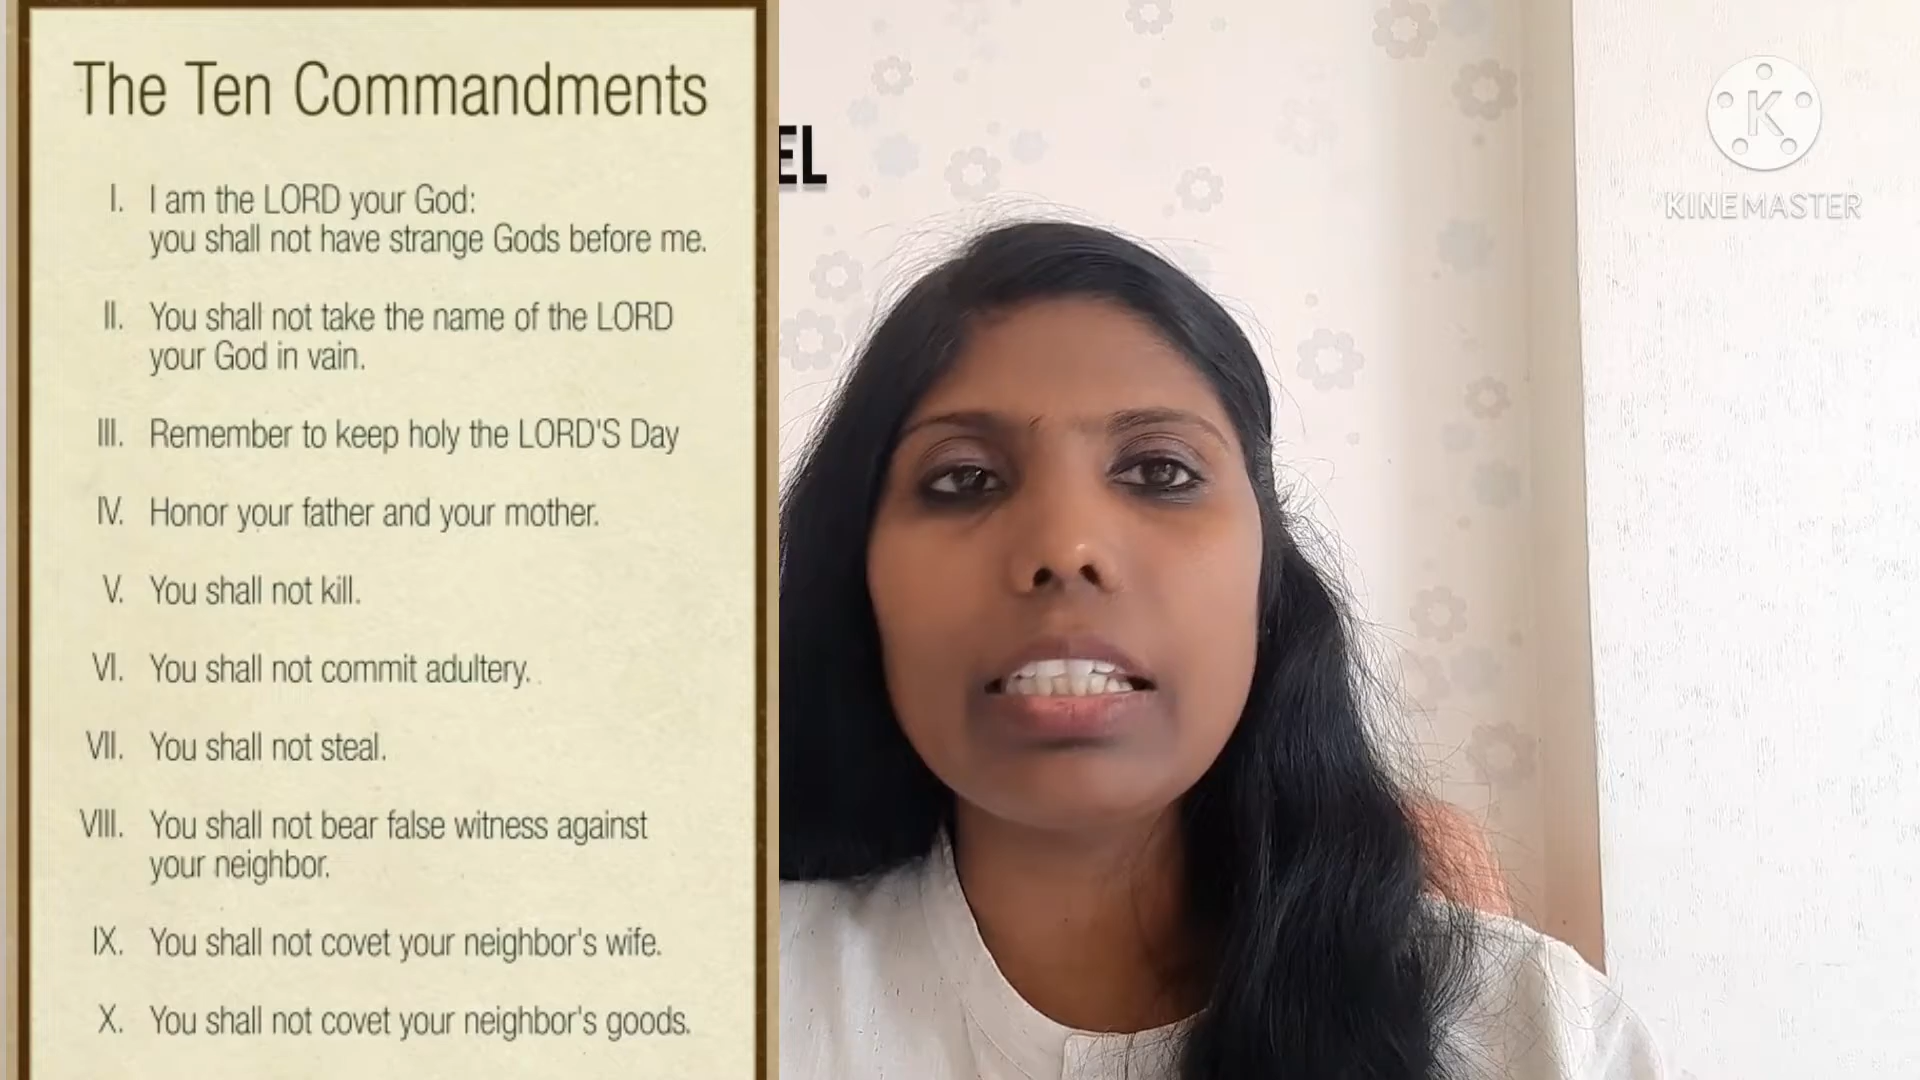 The Ten Commandments
I. I am the LORD your God:
you shall not have strange Gods before me.
II. You shall not take the name of the LORD
your God in vain.
III. Remember to keep holy the LORD'S Day
IV. Honor your father and your mother.
V. You shall not kill.
VI. You shall not commit adultery.
VII. You shall not steal.
VIII. You shall not bear false witness against
your neighbor.
IX. You shall not covet your neighbor's wife.
X. You shall not covet your neighbor's goods.
EL
K
KINEMASTER